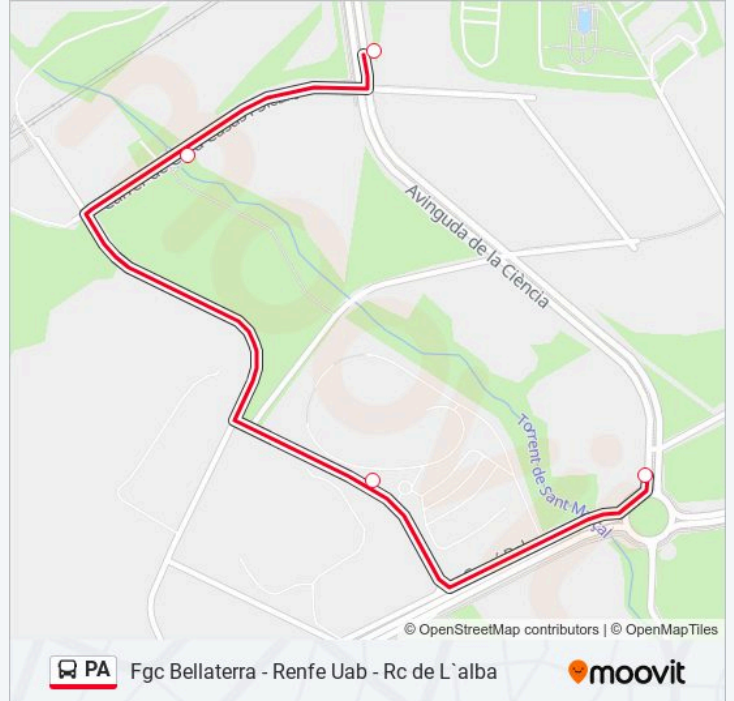 Avinguda de la Ciència
Torrent de Sant Marçal
© OpenStreetMap contributors | © OpenMapTiles
PA
Fgc Bellaterra - Renfe Uab - Rc de L`alba
moovit